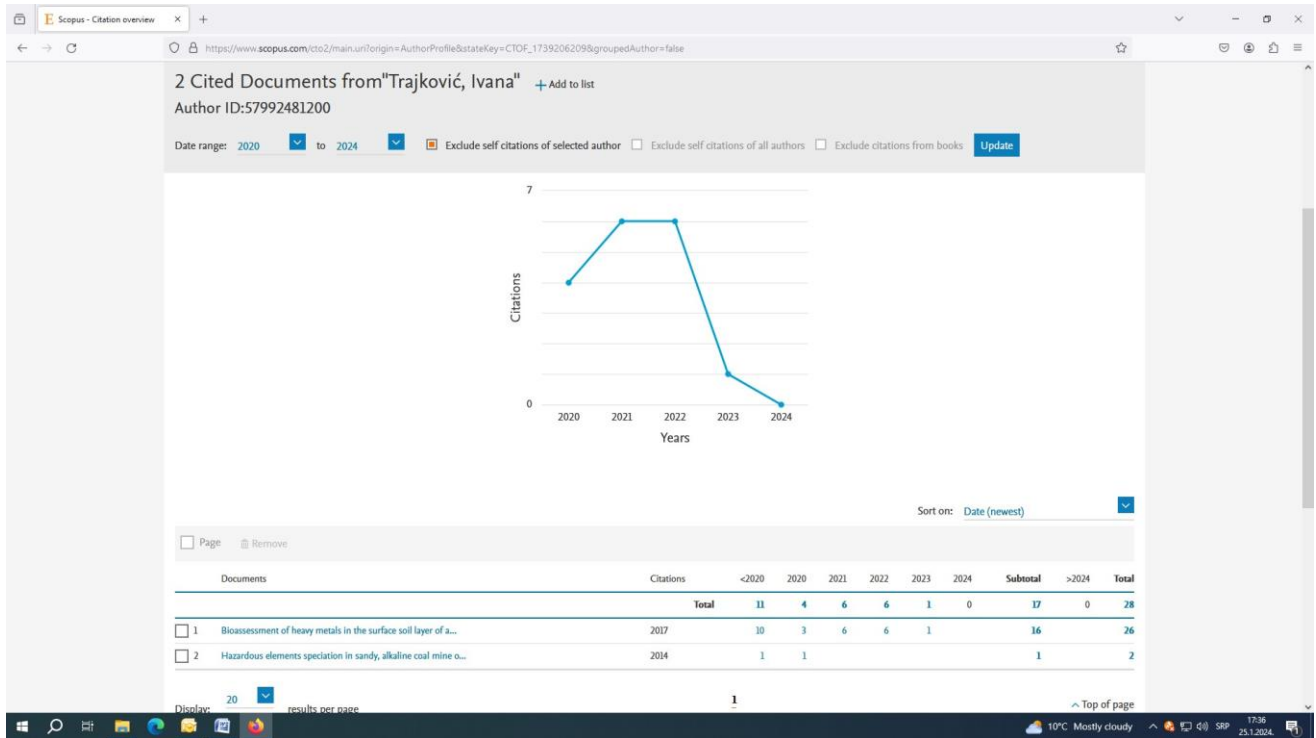 Scopus - Citation overview
https://www.scopus.com/cto2/main.uri?origin=AuthorProfile&stateKey=CTOF_1739206209&groupedAuthor=false
2 Cited Documents from"Trajković, Ivana" + Add to list
Author ID:57992481200
Date range: 2020 to 2024 Exclude self citations of selected author Exclude self citations of all authors Exclude citations from books Update
7
Citations
0
2020 2021 2022 2023 2024
Years
Sort on: Date (newest)
Page Remove
Documents Citations <2020 2020 2021 2022 2023 2024 Subtotal >2024 Total
Total 11 4 6 6 1 0 17 0 28
1 Bioassessment of heavy metals in the surface soil layer of a... 2017 10 3 6 6 1 16 26
2 Hazardous elements speciation in sandy, alkaline coal mine o... 2014 1 1 1 2
Display: 20 results per page 1 Top of page
10°C Mostly cloudy SRP 17:36
25.1.2024.